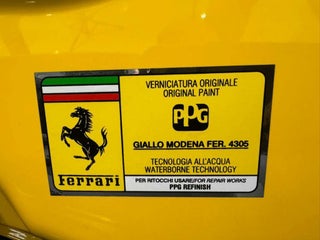 VERNICIATURA ORIGINALE
ORIGINAL PAINT
PPG
GIALLO MODENA FER. 4305
TECNOLOGIA ALL'ACQUA
WATERBORNE TECHNOLOGY
PER RITOCCHI USARE/FOR REPAIR WORKS
PPG REFINISH
Ferrari